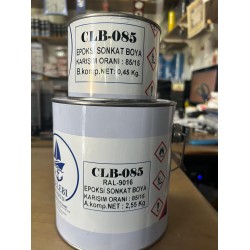 CLB-085
EPOKSİ SONKAT BOYA
KARIŞIM ORANI : 85/15
B.komp.NET: 0,45 Kg.
CLB-085
RAL-9016
EPOKSİ SONKAT BOYA
KARIŞIM ORANI : 85/15
A.komp.NET: 2,55 Kg.